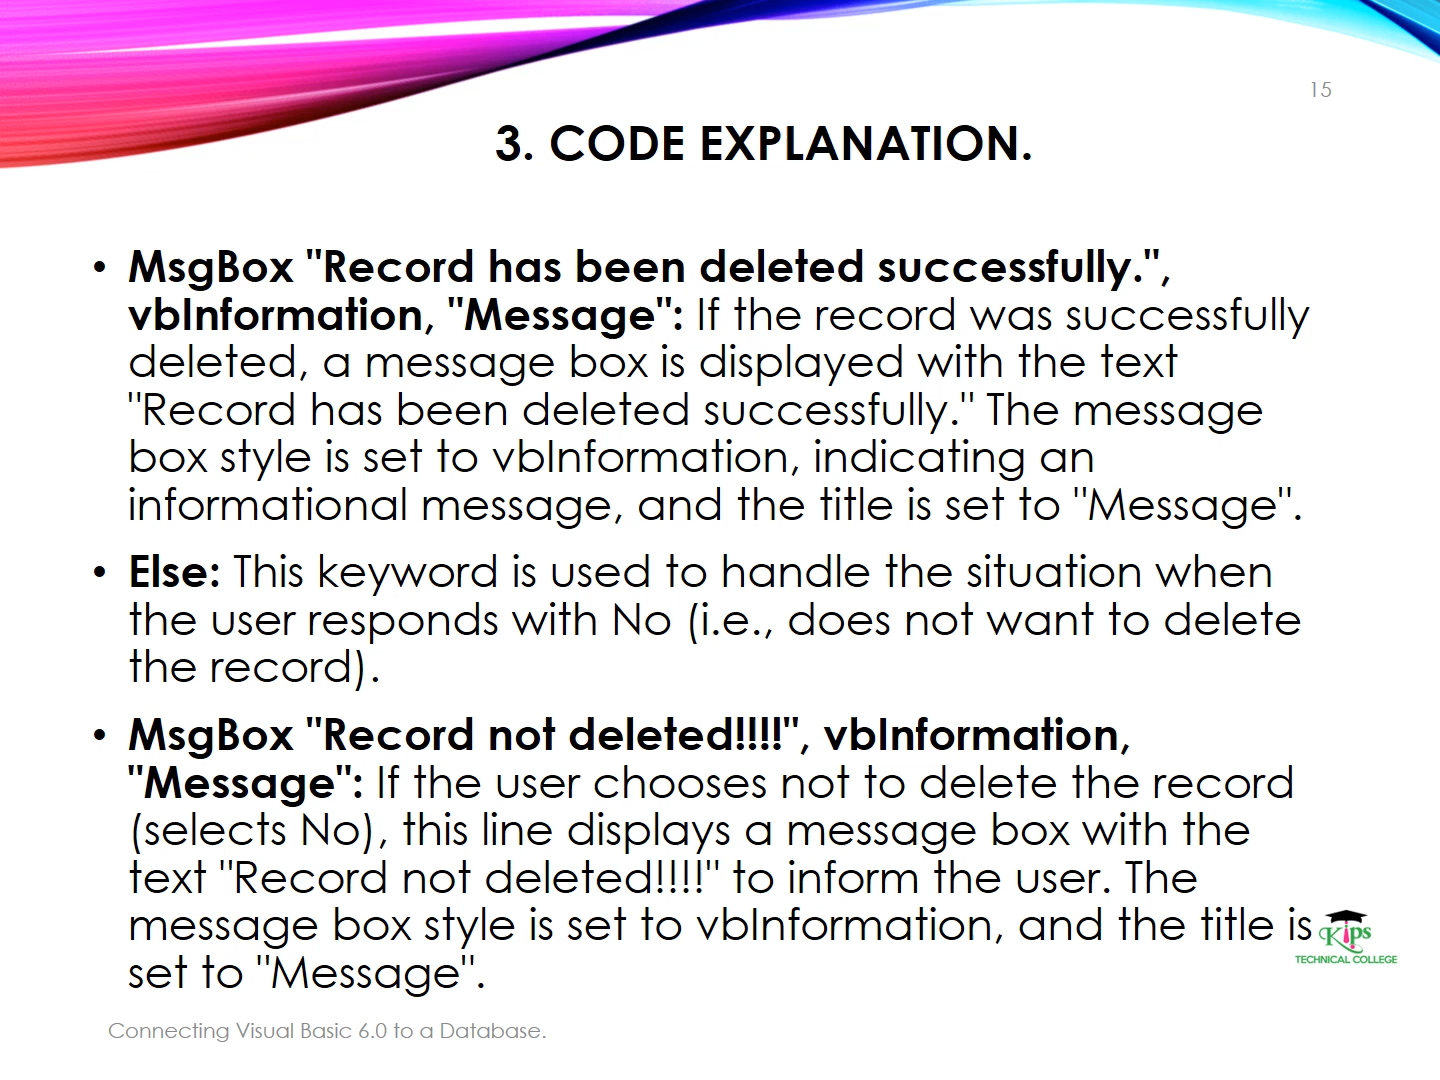 15
3. CODE EXPLANATION.
• MsgBox "Record has been deleted successfully.",
vbInformation, "Message": If the record was successfully
deleted, a message box is displayed with the text
"Record has been deleted successfully." The message
box style is set to vbInformation, indicating an
informational message, and the title is set to "Message".
• Else: This keyword is used to handle the situation when
the user responds with No (i.e., does not want to delete
the record).
• MsgBox "Record not deleted!!!!", vbInformation,
"Message": If the user chooses not to delete the record
(selects No), this line displays a message box with the
text "Record not deleted!!!!" to inform the user. The
message box style is set to vbInformation, and the title is
set to "Message".
Kips
TECHNICAL COLLEGE
Connecting Visual Basic 6.0 to a Database.